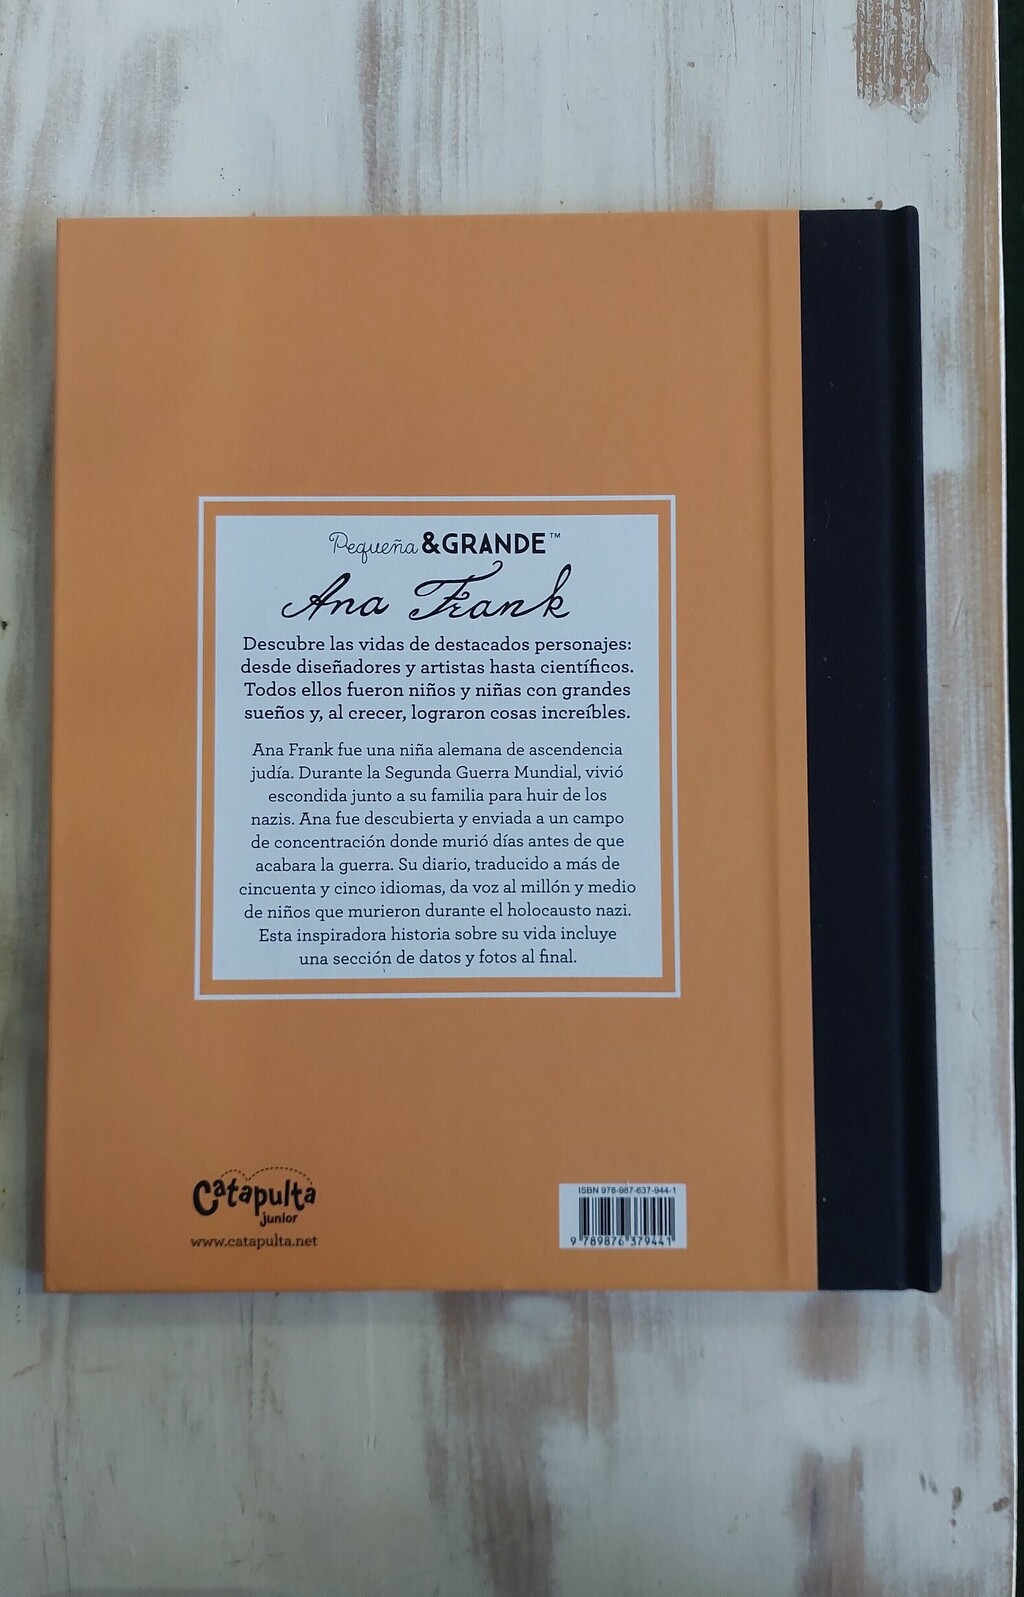 Pequeña &GRANDE™
Ana Frank
Descubre las vidas de destacados personajes:
desde diseñadores y artistas hasta científicos.
Todos ellos fueron niños y niñas con grandes
sueños y, al crecer, lograron cosas increíbles.
Ana Frank fue una niña alemana de ascendencia
judía. Durante la Segunda Guerra Mundial, vivió
escondida junto a su familia para huir de los
nazis. Ana fue descubierta y enviada a un campo
de concentración donde murió días antes de que
acabara la guerra. Su diario, traducido a más de
cincuenta y cinco idiomas, da voz al millón y medio
de niños que murieron durante el holocausto nazi.
Esta inspiradora historia sobre su vida incluye
una sección de datos y fotos al final.
Catapulta
junior
www.catapulta.net
ISBN 978-987-637-944-1
9 789876 379441